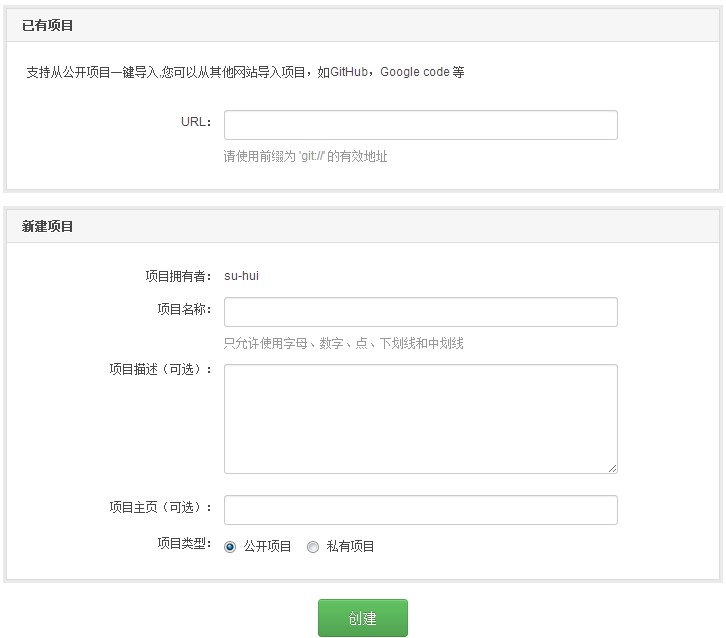 已有项目
支持从公开项目一键导入,您可以从其他网站导入项目，如GitHub，Google code 等
URL：
请使用前缀为 'git://' 的有效地址
新建项目
项目拥有者： su-hui
项目名称：
只允许使用字母、数字、点、下划线和中划线
项目描述（可选）：
项目主页（可选）：
项目类型： 公开项目 私有项目
创建